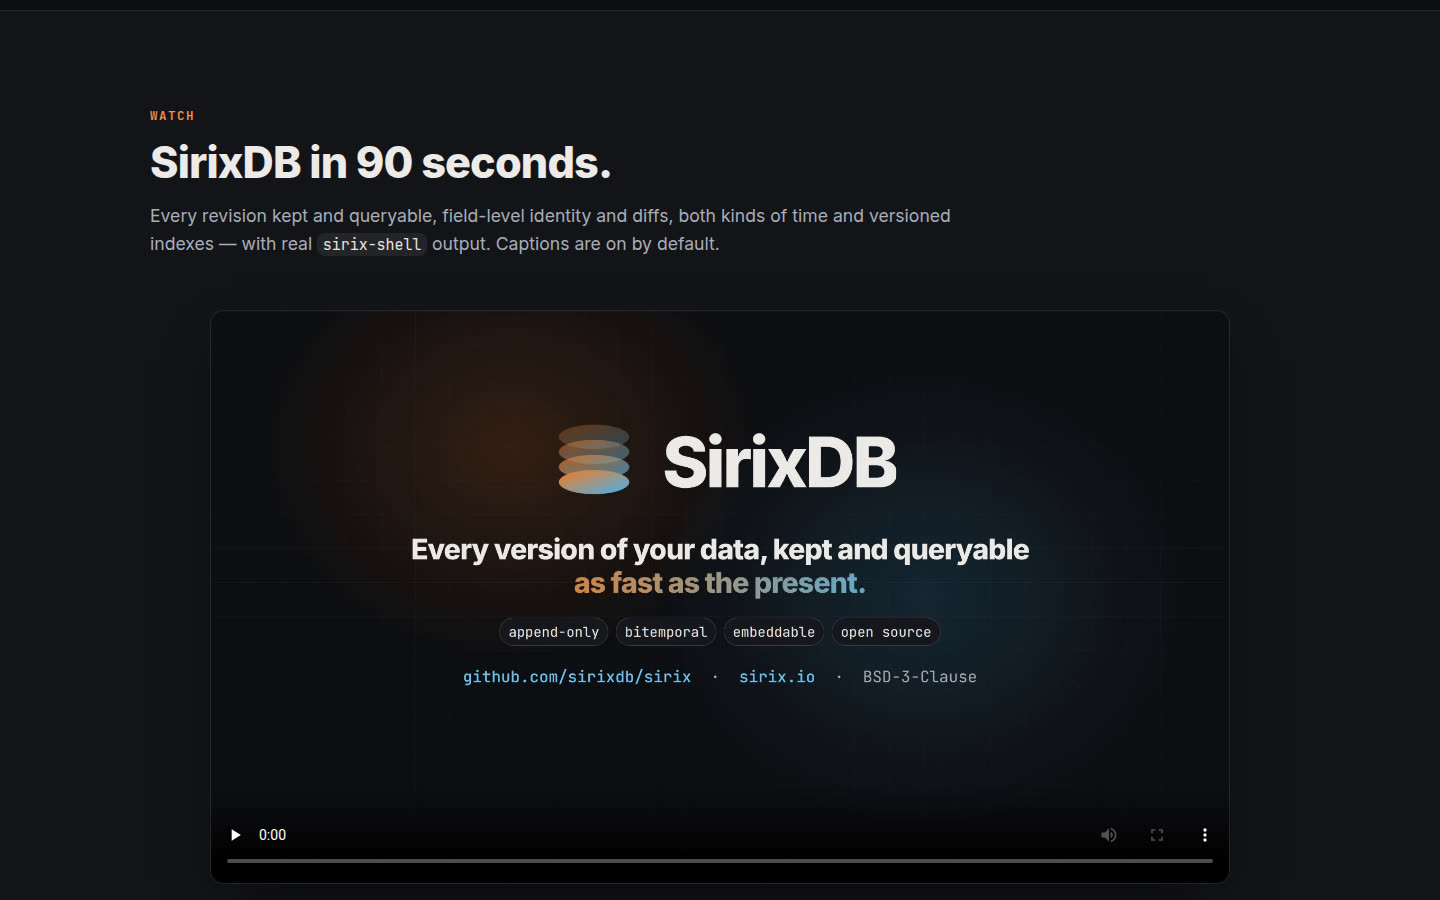 WATCH
SirixDB in 90 seconds.
Every revision kept and queryable, field-level identity and diffs, both kinds of time and versioned
indexes — with real sirix-shell output. Captions are on by default.
SirixDB
Every version of your data, kept and queryable
as fast as the present.
append-only bitemporal embeddable open source
github.com/sirixdb/sirix · sirix.io · BSD-3-Clause
0:00